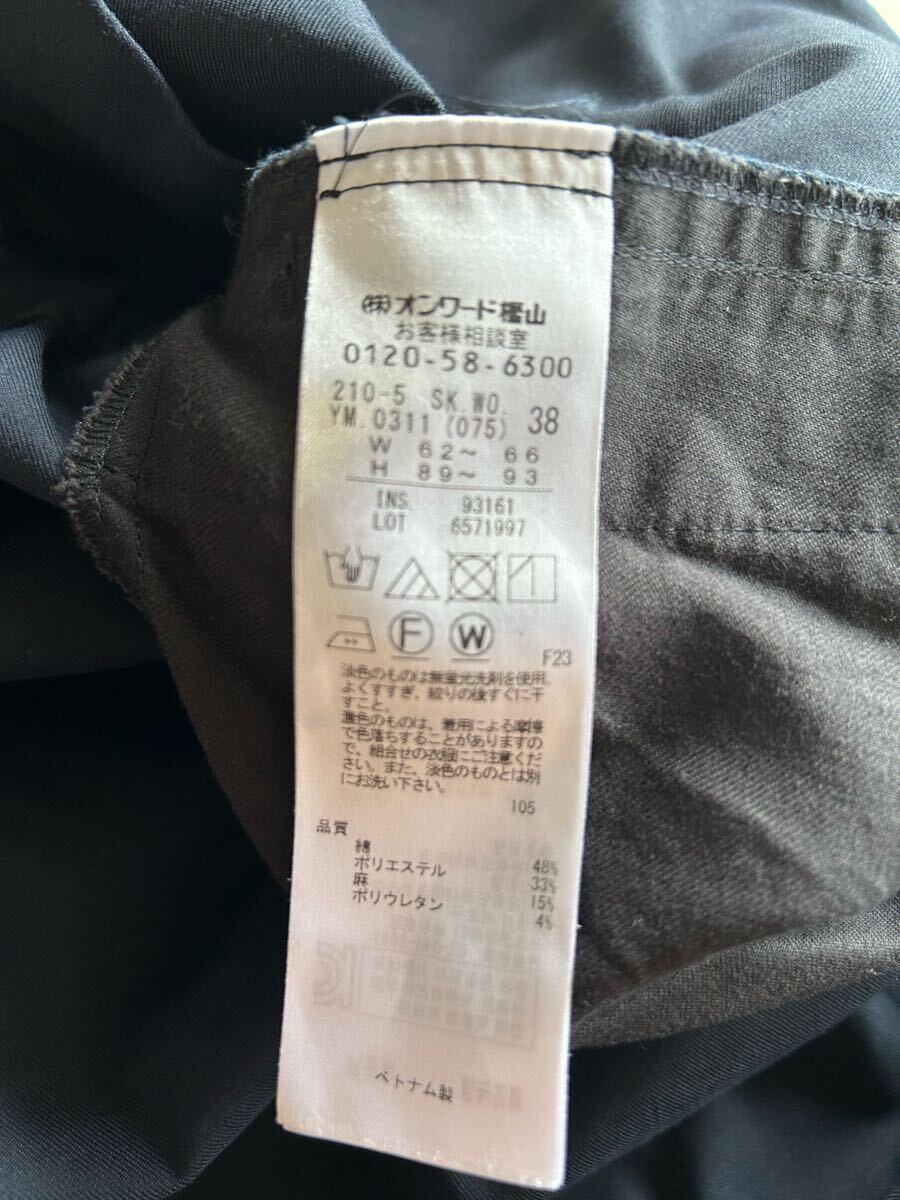 ㈱オンワード樫山
お客様相談室
0120-58-6300
210-5 SK.WO. 38
YM.0311 (075)
W 62～ 66
H 89～ 93
INS. 93161
LOT 6571997
F W
F23
淡色のものは無蛍光洗剤を使用。
よくすすぎ、絞りの後すぐに干
すこと。
濃色のものは、着用による摩擦
で色落ちすることがありますの
で、組合せの衣服にご注意くだ
さい。また、淡色のものとは別
にお洗い下さい。
105
品質
綿 48%
ポリエステル 33%
麻 15%
ポリウレタン 4%
ベトナム製